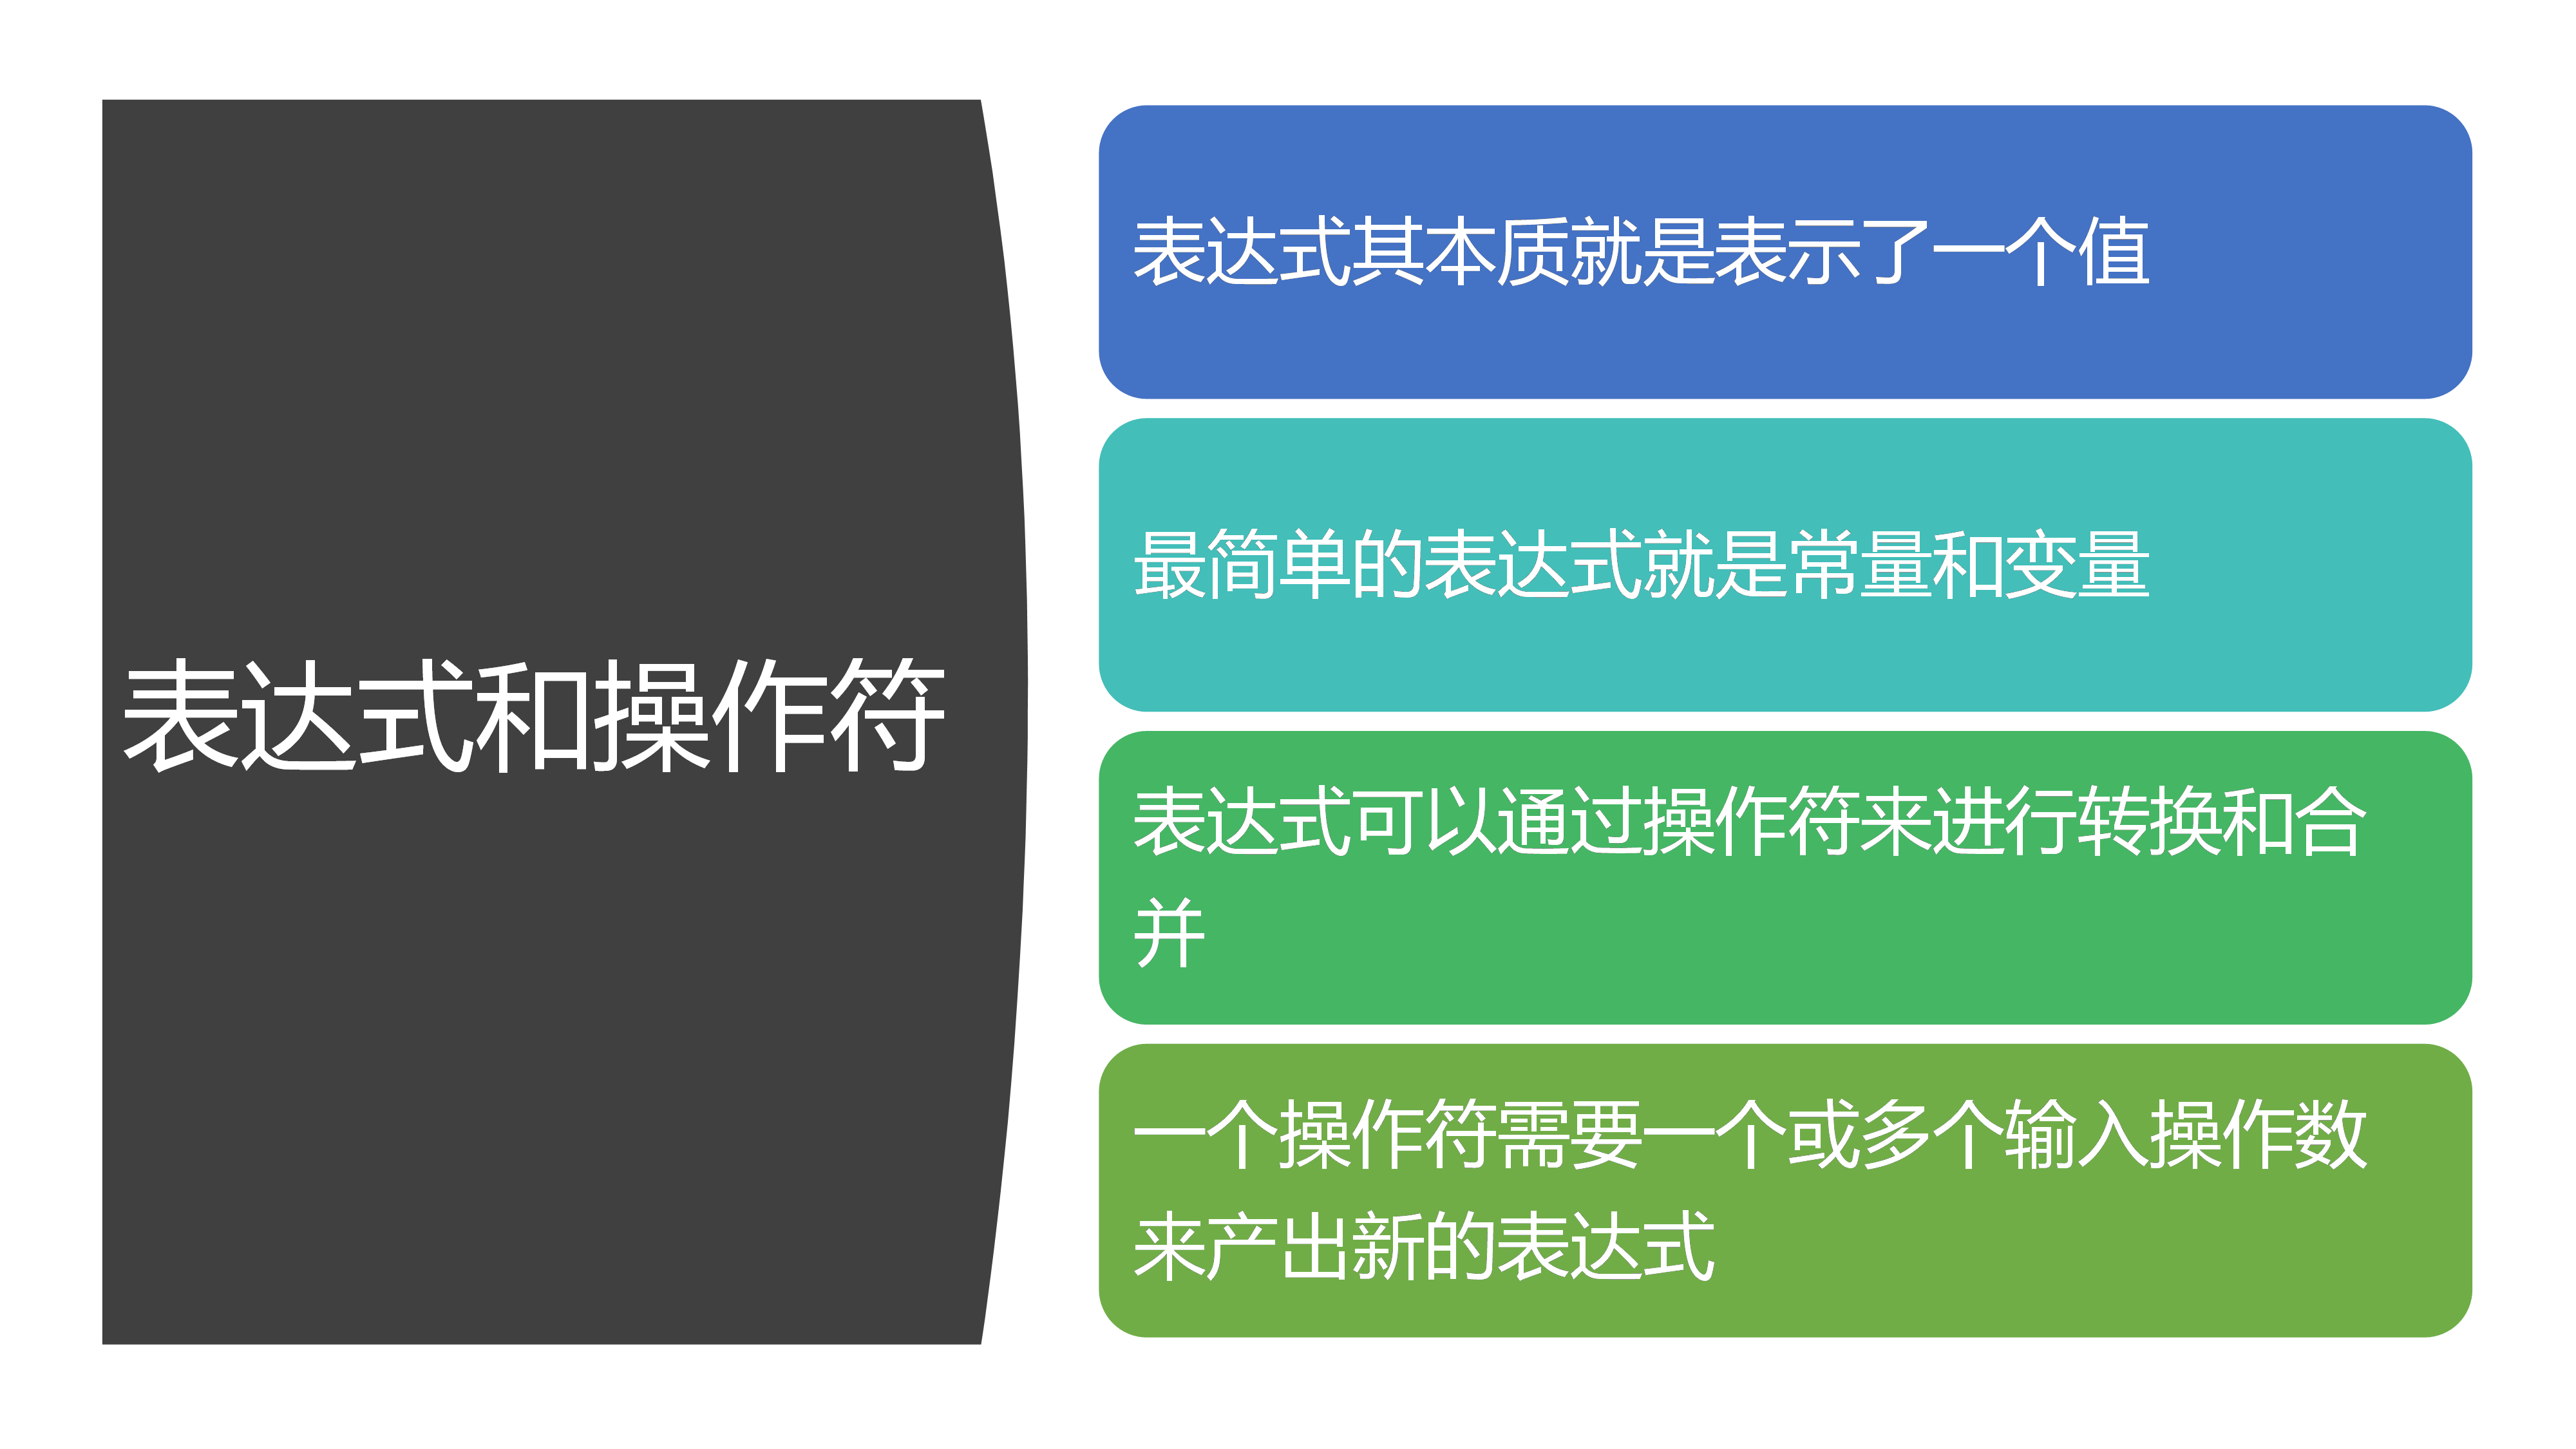 表达式和操作符
表达式其本质就是表示了一个值
最简单的表达式就是常量和变量
表达式可以通过操作符来进行转换和合
并
一个操作符需要一个或多个输入操作数
来产出新的表达式